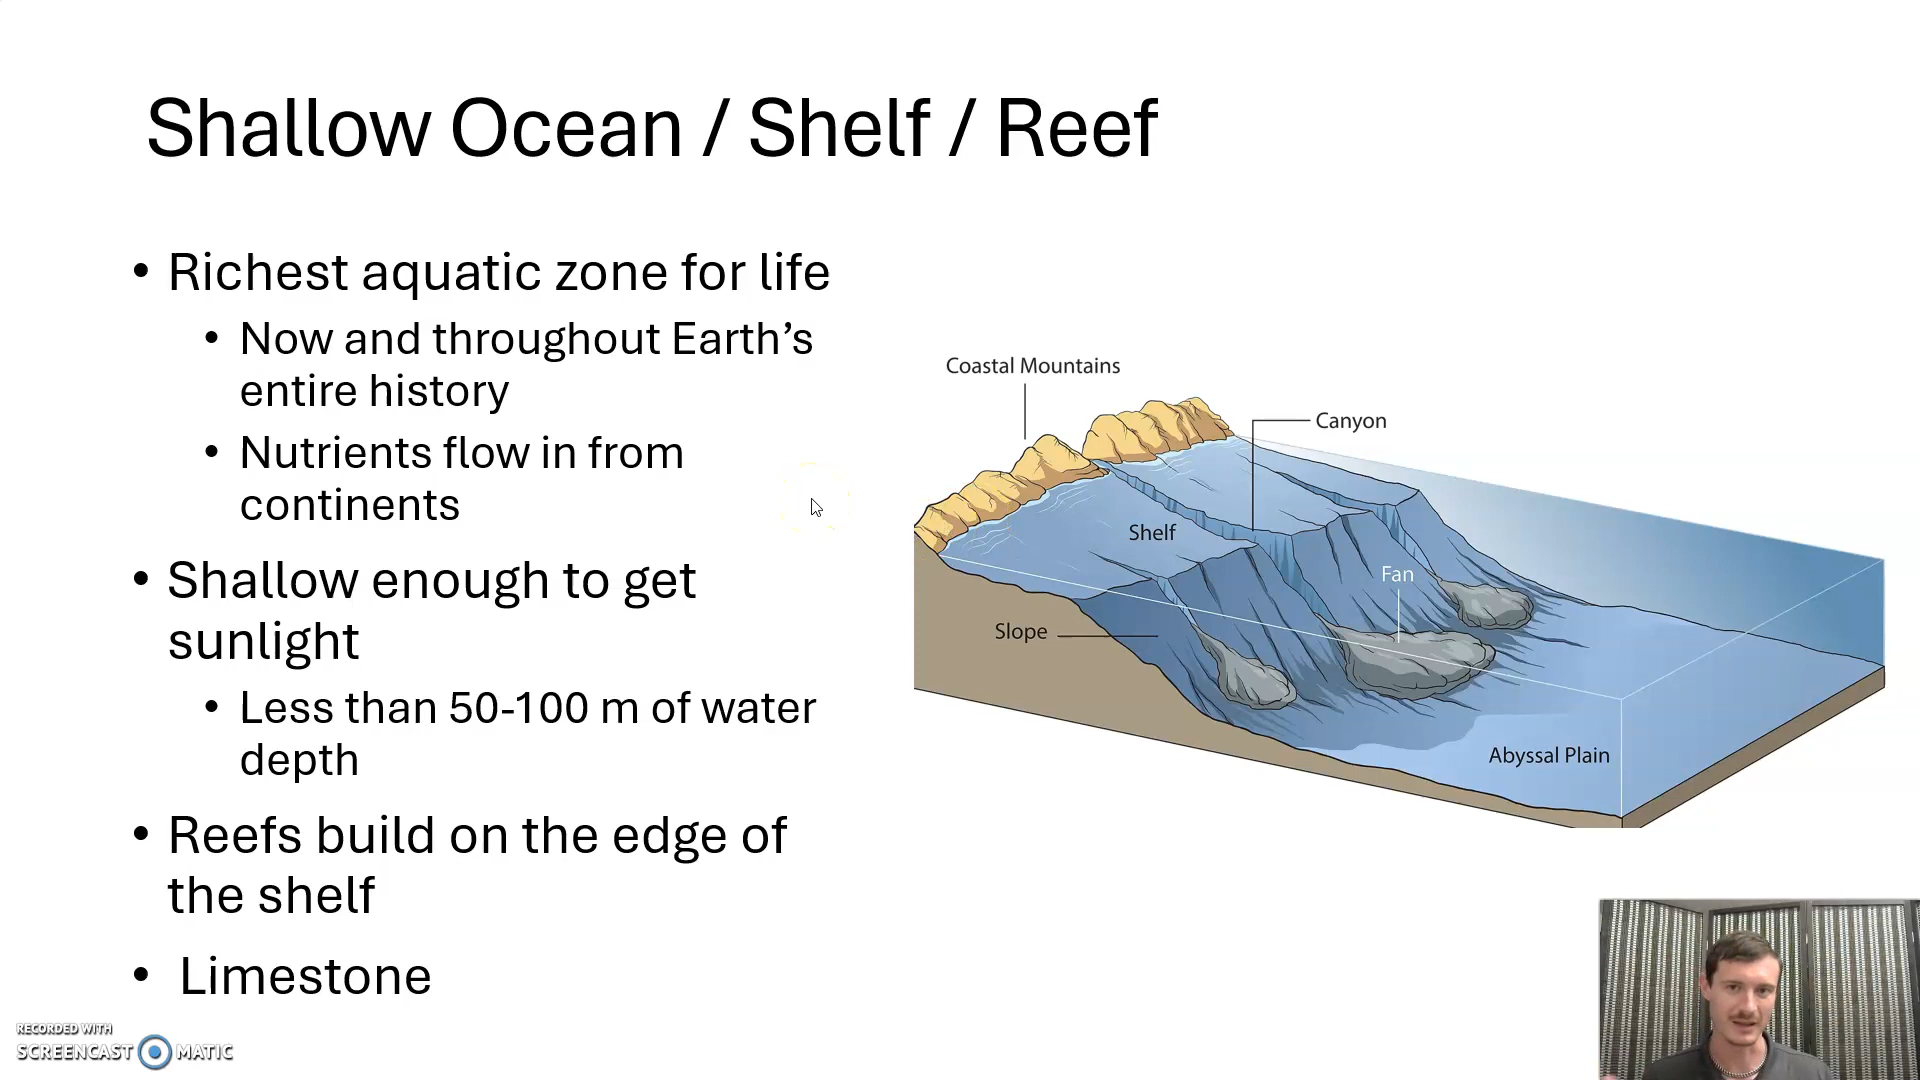 Shallow Ocean / Shelf / Reef
• Richest aquatic zone for life
• Now and throughout Earth’s
entire history
• Nutrients flow in from
continents
• Shallow enough to get
sunlight
• Less than 50-100 m of water
depth
• Reefs build on the edge of
the shelf
• Limestone
Coastal Mountains
Canyon
Shelf
Fan
Slope
Abyssal Plain
RECORDED WITH
SCREENCAST MATIC